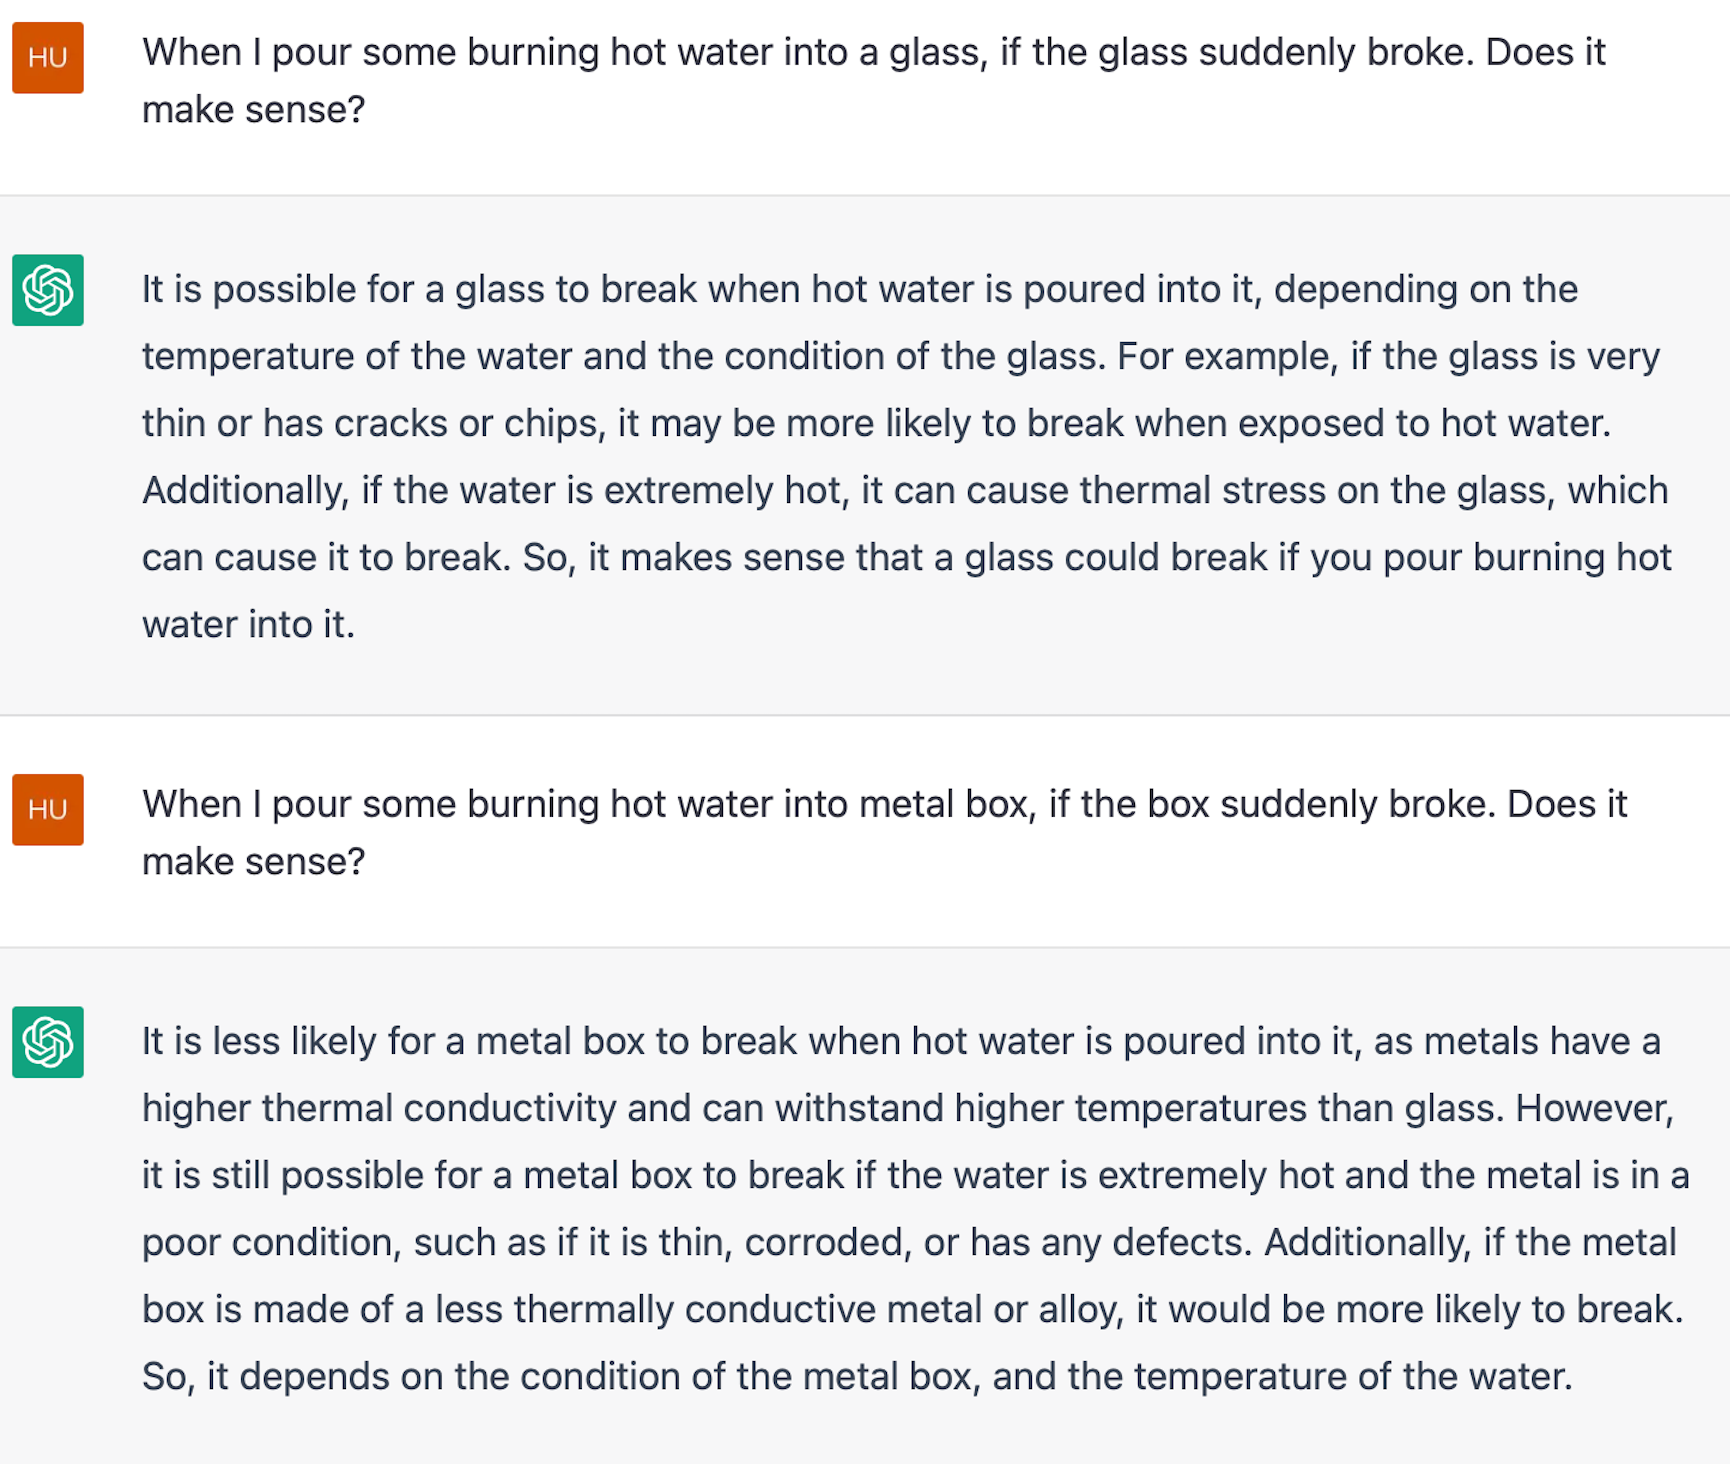 HU
When I pour some burning hot water into a glass, if the glass suddenly broke. Does it
make sense?
It is possible for a glass to break when hot water is poured into it, depending on the
temperature of the water and the condition of the glass. For example, if the glass is very
thin or has cracks or chips, it may be more likely to break when exposed to hot water.
Additionally, if the water is extremely hot, it can cause thermal stress on the glass, which
can cause it to break. So, it makes sense that a glass could break if you pour burning hot
water into it.
HU
When I pour some burning hot water into metal box, if the box suddenly broke. Does it
make sense?
It is less likely for a metal box to break when hot water is poured into it, as metals have a
higher thermal conductivity and can withstand higher temperatures than glass. However,
it is still possible for a metal box to break if the water is extremely hot and the metal is in a
poor condition, such as if it is thin, corroded, or has any defects. Additionally, if the metal
box is made of a less thermally conductive metal or alloy, it would be more likely to break.
So, it depends on the condition of the metal box, and the temperature of the water.